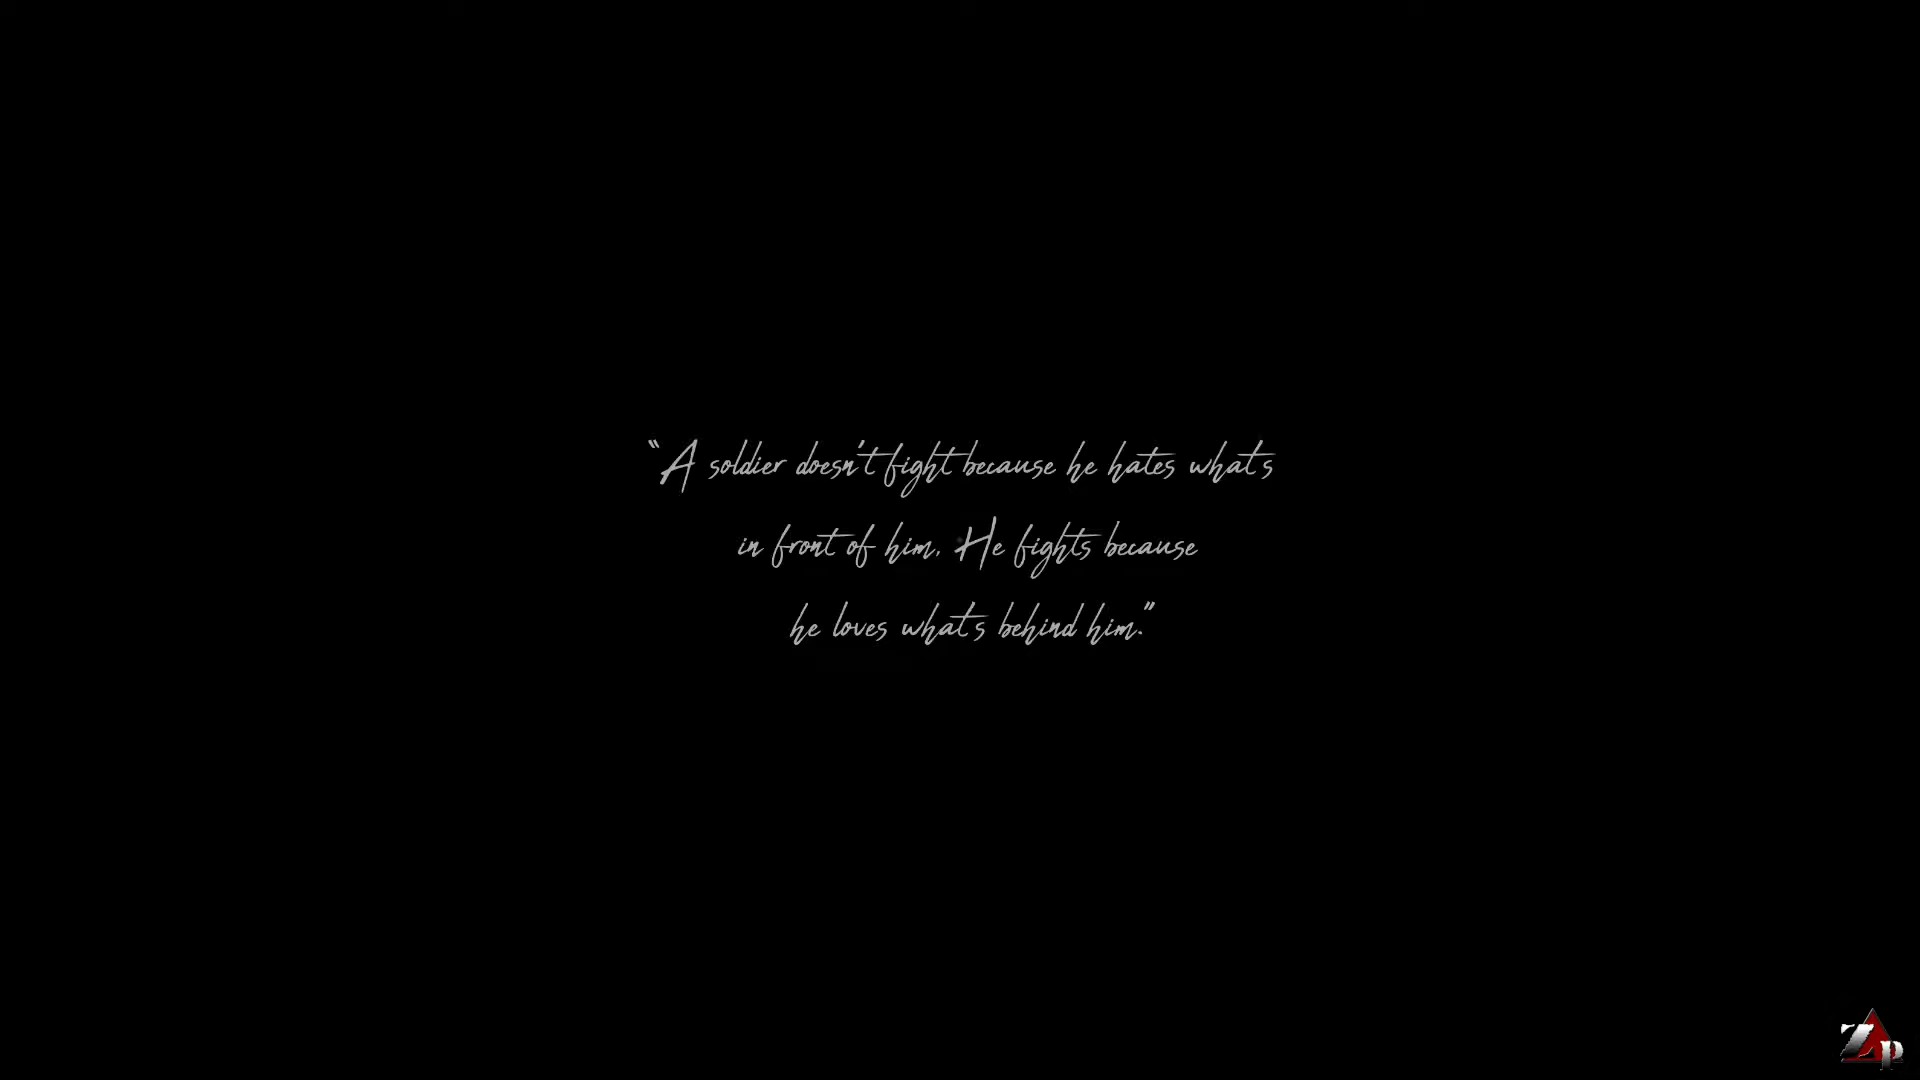 “A soldier doesn't fight because he hates what's
in front of him. He fights because
he loves what's behind him.”
ZAP